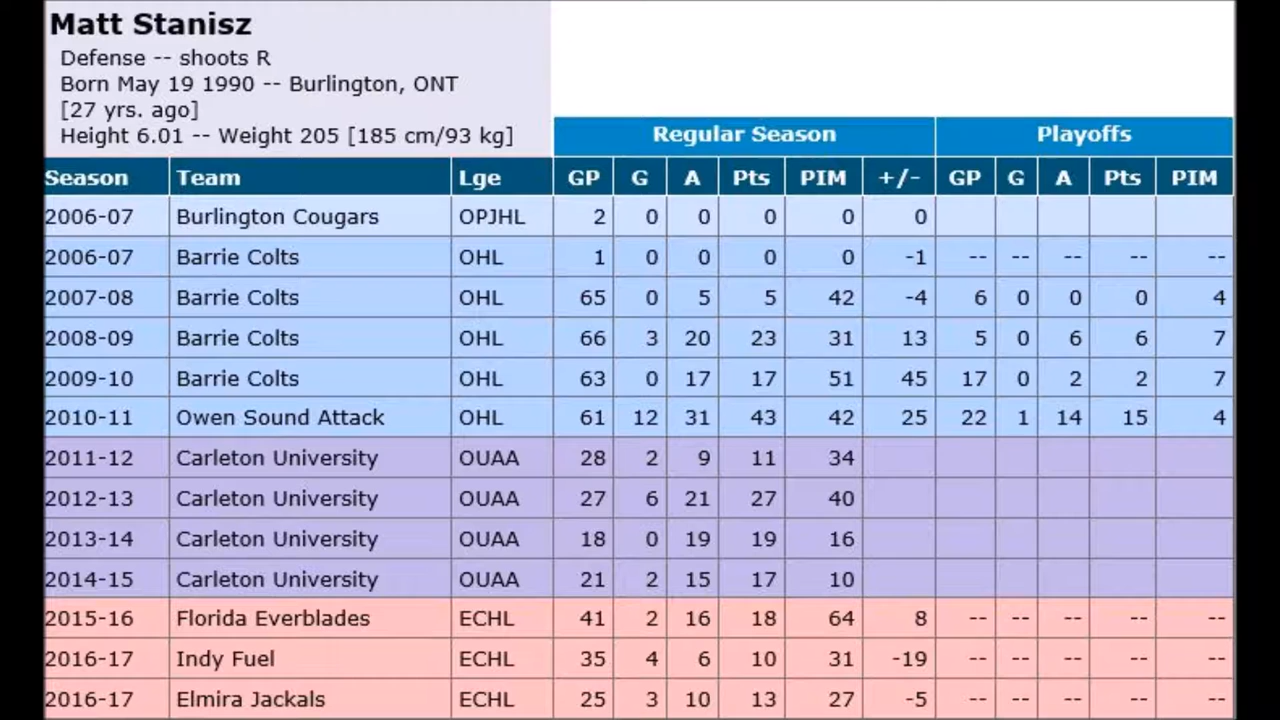 Matt Stanisz
Defense -- shoots R
Born May 19 1990 -- Burlington, ONT
[27 yrs. ago]
Height 6.01 -- Weight 205 [185 cm/93 kg]
Regular Season Playoffs
Season Team Lge GP G A Pts PIM +/- GP G A Pts PIM
2006-07 Burlington Cougars OPJHL 2 0 0 0 0 0
2006-07 Barrie Colts OHL 1 0 0 0 0 -1 -- -- -- -- --
2007-08 Barrie Colts OHL 65 0 5 5 42 -4 6 0 0 0 4
2008-09 Barrie Colts OHL 66 3 20 23 31 13 5 0 6 6 7
2009-10 Barrie Colts OHL 63 0 17 17 51 45 17 0 2 2 7
2010-11 Owen Sound Attack OHL 61 12 31 43 42 25 22 1 14 15 4
2011-12 Carleton University OUAA 28 2 9 11 34
2012-13 Carleton University OUAA 27 6 21 27 40
2013-14 Carleton University OUAA 18 0 19 19 16
2014-15 Carleton University OUAA 21 2 15 17 10
2015-16 Florida Everblades ECHL 41 2 16 18 64 8 -- -- -- -- --
2016-17 Indy Fuel ECHL 35 4 6 10 31 -19 -- -- -- -- --
2016-17 Elmira Jackals ECHL 25 3 10 13 27 -5 -- -- -- -- --